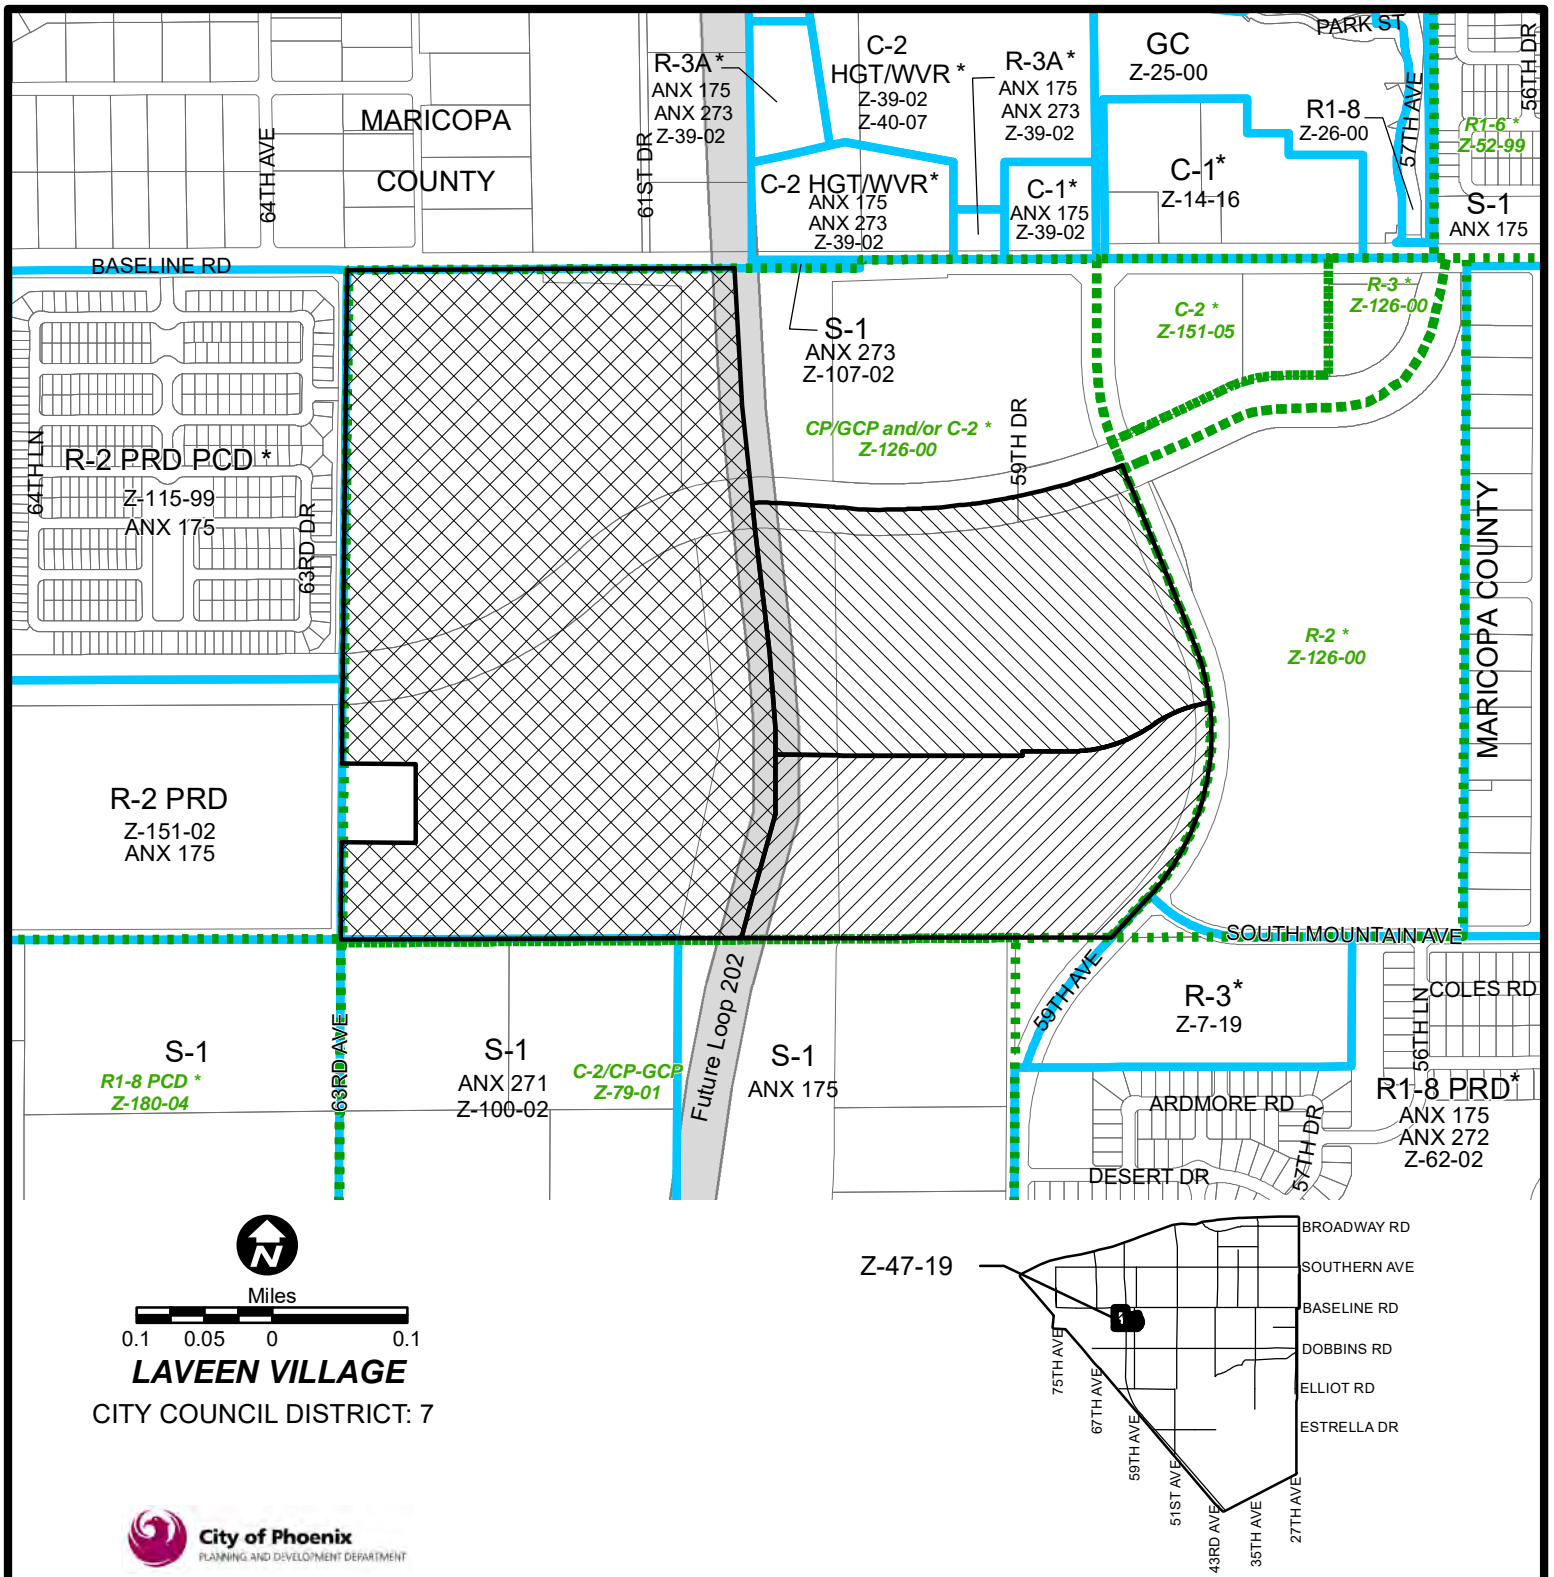 PARK ST
56TH DR
C-2
HGT/WVR *
Z-39-02
Z-40-07
GC
Z-25-00
R-3A *
ANX 175
ANX 273
Z-39-02
R-3A *
ANX 175
ANX 273
Z-39-02
57TH AVE
R1-8
Z-26-00
R1-6 *
Z-52-99
MARICOPA
COUNTY
64TH AVE
61ST DR
C-2 HGT/WVR *
ANX 175
ANX 273
Z-39-02
C-1 *
ANX 175
Z-39-02
C-1 *
Z-14-16
S-1
ANX 175
BASELINE RD
R-3 *
Z-126-00
C-2 *
Z-151-05
S-1
ANX 273
Z-107-02
CP/GCP and/or C-2 *
Z-126-00
59TH DR
64TH LN
R-2 PRD PCD *
Z-115-99
ANX 175
63RD DR
MARICOPA COUNTY
R-2 *
Z-126-00
R-2 PRD
Z-151-02
ANX 175
SOUTH MOUNTAIN AVE
59TH AVE
R-3 *
Z-7-19
56TH LN
COLES RD
63RD AVE
S-1
R1-8 PCD *
Z-180-04
S-1
ANX 271
Z-100-02
C-2/CP-GCP
Z-79-01
Future Loop 202
S-1
ANX 175
ARDMORE RD
57TH DR
R1-8 PRD *
ANX 175
ANX 272
Z-62-02
DESERT DR
N
Miles
0.1 0.05 0 0.1
LAVEEN VILLAGE
CITY COUNCIL DISTRICT: 7
Z-47-19
BROADWAY RD
SOUTHERN AVE
BASELINE RD
DOBBINS RD
ELLIOT RD
ESTRELLA DR
75TH AVE
67TH AVE
59TH AVE
51ST AVE
43RD AVE
35TH AVE
27TH AVE
City of Phoenix
PLANNING AND DEVELOPMENT DEPARTMENT